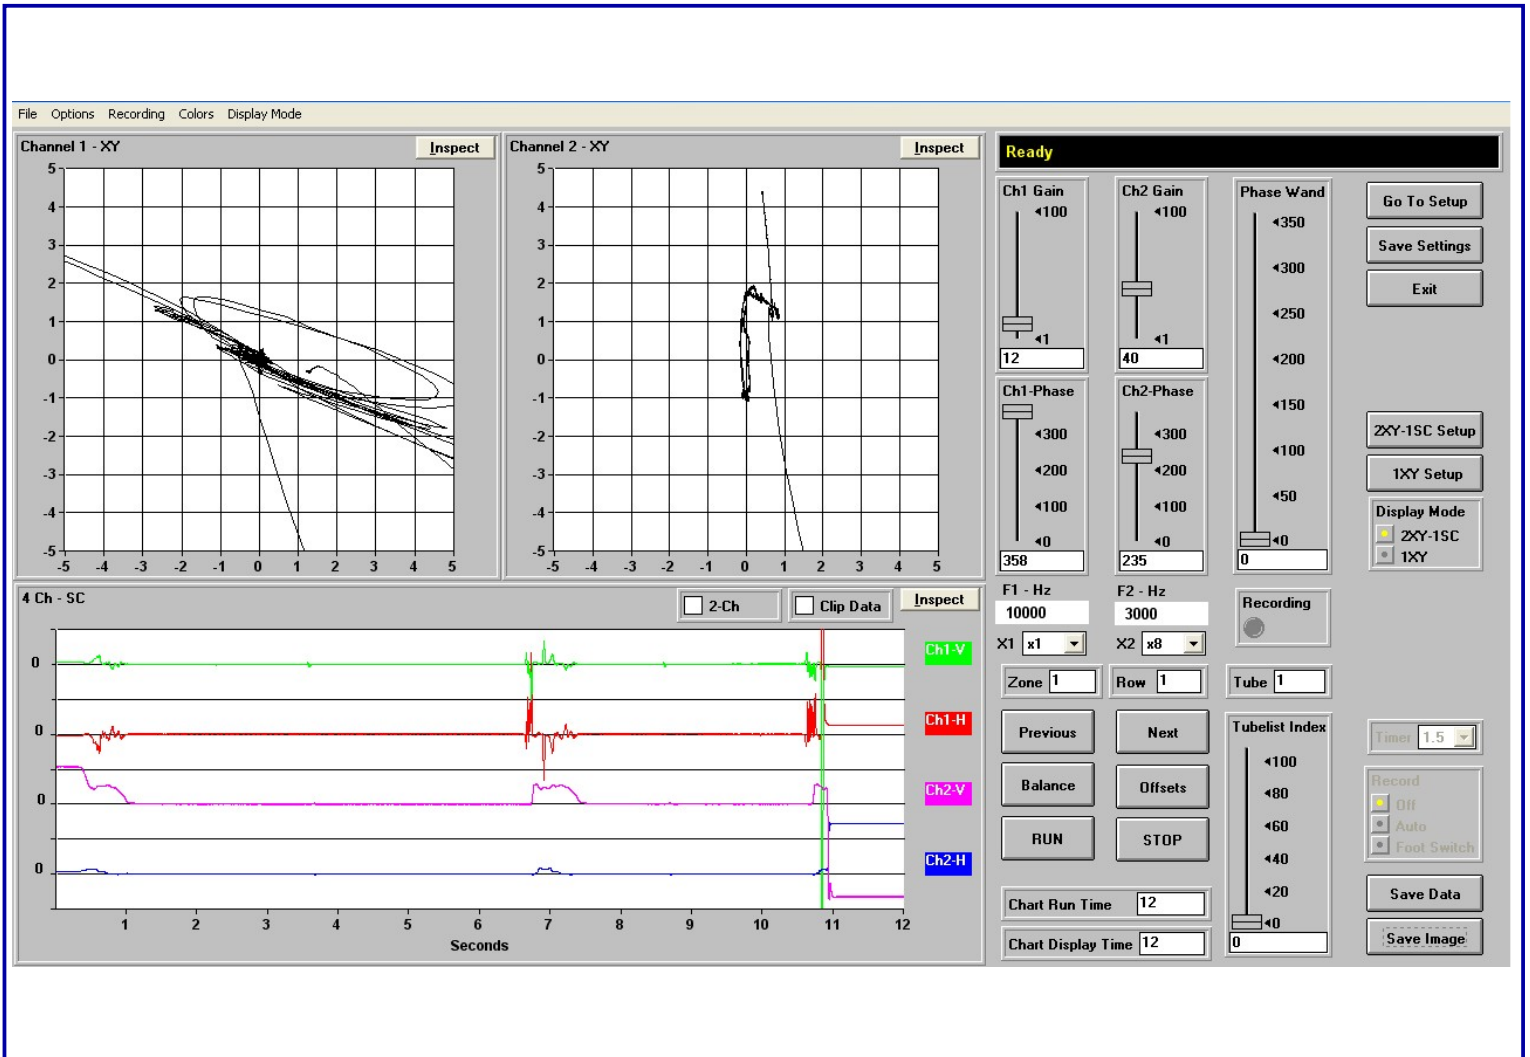 File Options Recording Colors Display Mode
Channel 1 - XY
Inspect
5
4
3
2
1
0
-1
-2
-3
-4
-5
-5 -4 -3 -2 -1 0 1 2 3 4 5
Channel 2 - XY
Inspect
5
4
3
2
1
0
-1
-2
-3
-4
-5
-5 -4 -3 -2 -1 0 1 2 3 4 5
4 Ch - SC
2-Ch
Clip Data
Inspect
0
0
0
0
Ch1-V
Ch1-H
Ch2-V
Ch2-H
1 2 3 4 5 6 7 8 9 10 11 12
Seconds
Ready
Ch1 Gain
100
1
12
Ch2 Gain
100
1
40
Phase Wand
350
300
250
200
150
100
50
0
0
Ch1-Phase
300
200
100
0
358
Ch2-Phase
300
200
100
0
235
Go To Setup
Save Settings
Exit
2XY-1SC Setup
1XY Setup
Display Mode
2XY-1SC
1XY
F1 - Hz
10000
F2 - Hz
3000
Recording
X1 x1
X2 x8
Zone 1
Row 1
Tube 1
Previous
Next
Balance
Offsets
RUN
STOP
Tubelist Index
100
80
60
40
20
0
0
Timer 1.5
Record
Off
Auto
Foot Switch
Chart Run Time 12
Chart Display Time 12
Save Data
Save Image